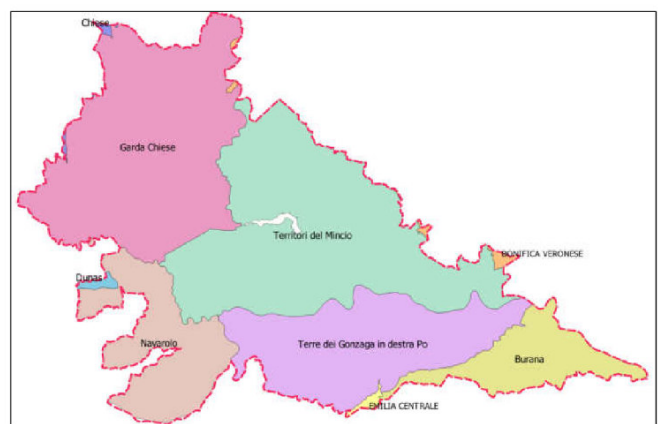 Chiese
Garda Chiese
Territori del Mincio
BONIFICA VERONESE
Dunas
Navarolo
Terre dei Gonzaga in destra Po
Burana
EMILIA CENTRALE